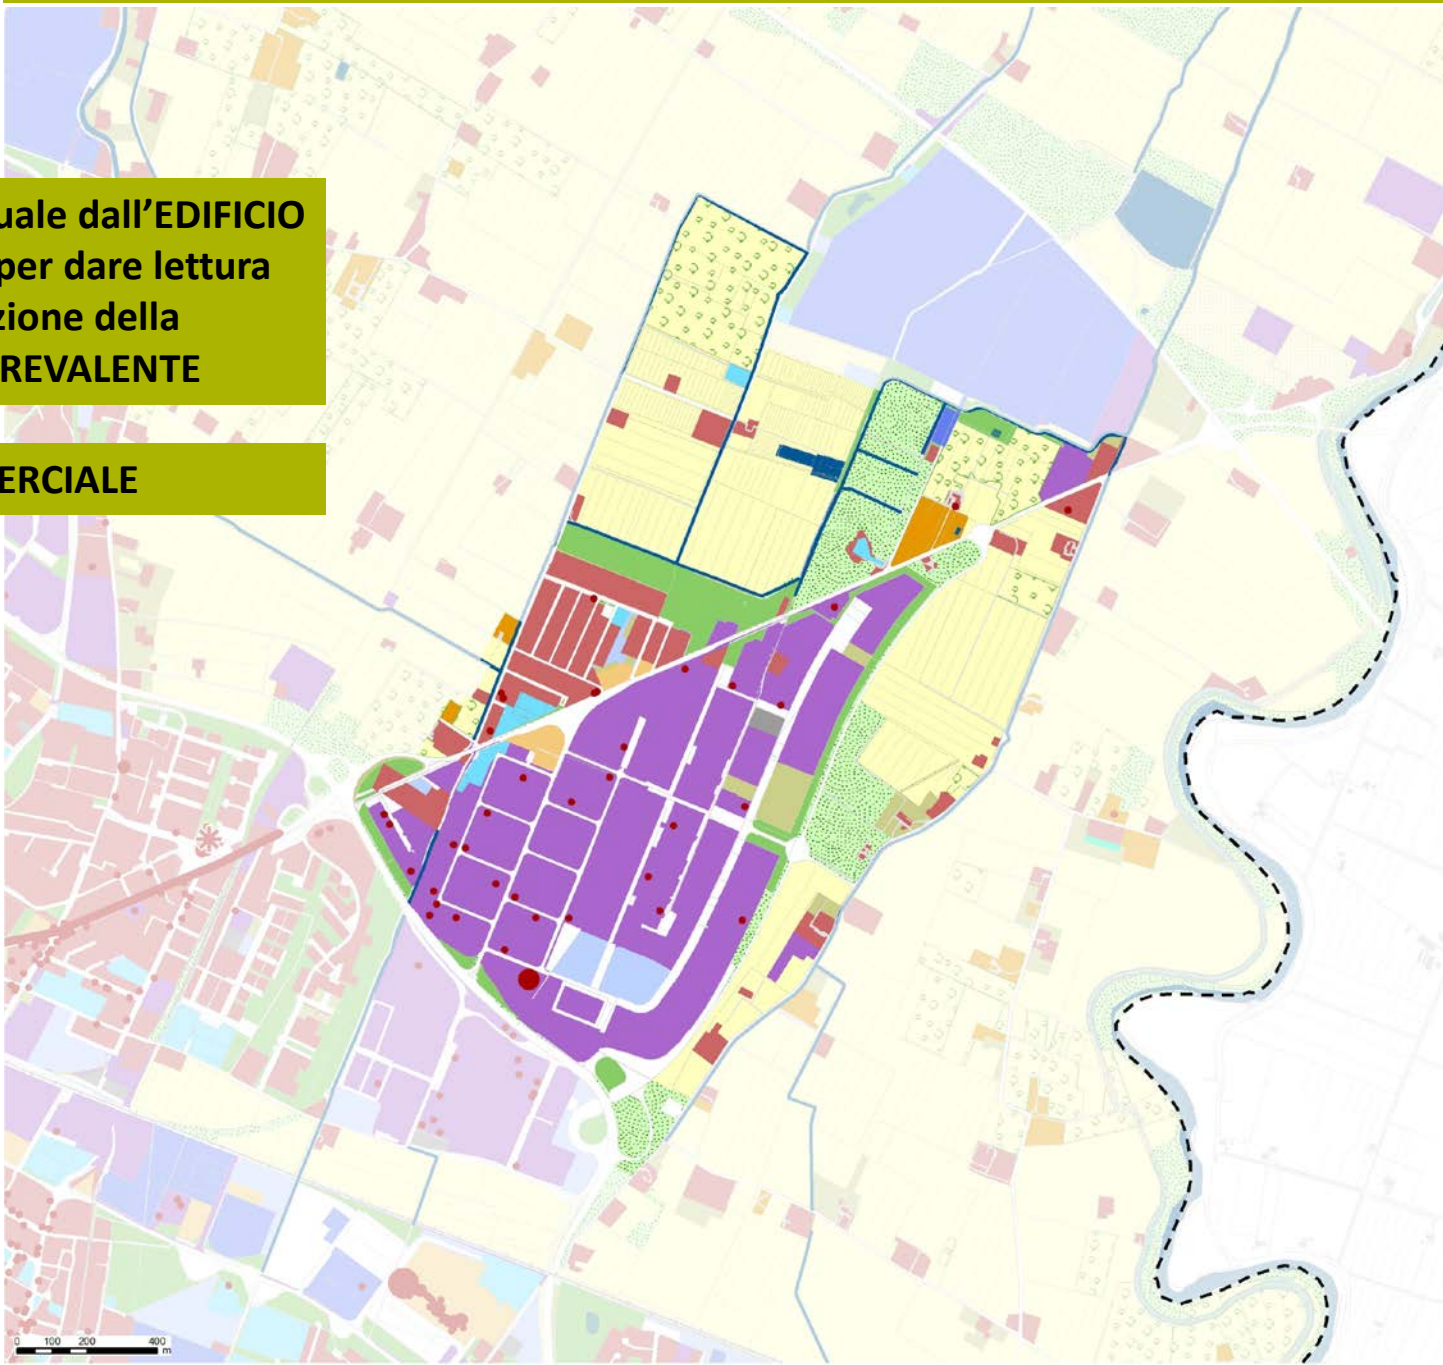 uale dall’EDIFICIO
per dare lettura
zione della
REVALENTE
ERCIALE
0 100 200 400
m